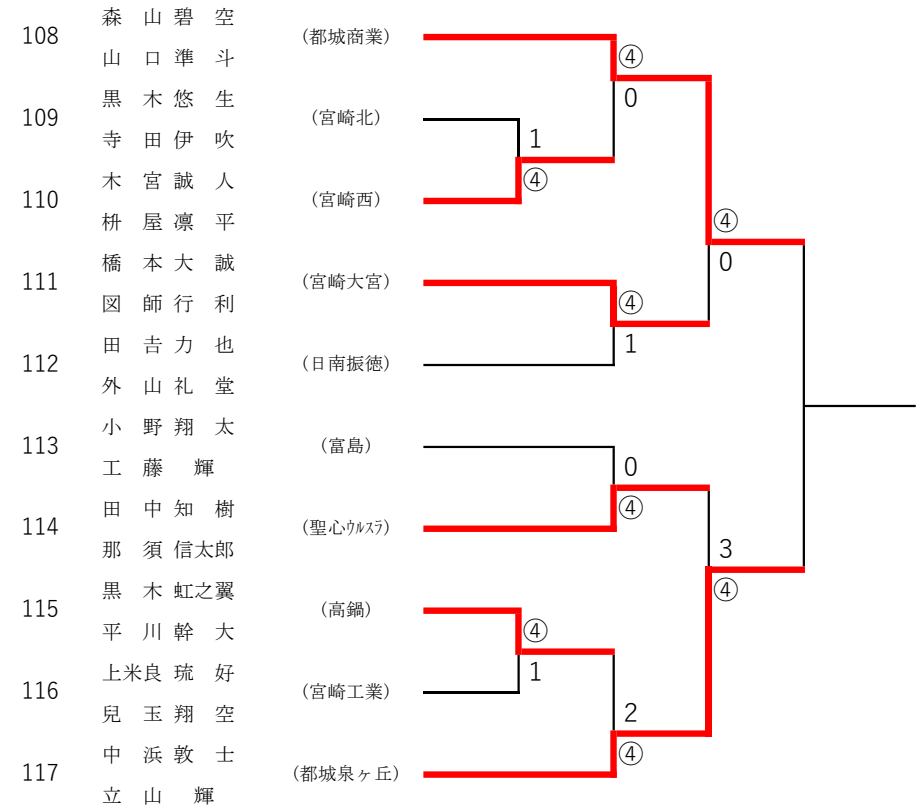 森 山 碧 空
108 (都城商業)
山 口 準 斗
④
0
黒 木 悠 生
109 (宮崎北)
寺 田 伊 吹
1
④
木 宮 誠 人
110 (宮崎西)
枡 屋 凛 平
④
0
橋 本 大 誠
111 (宮崎大宮)
図 師 行 利
④
1
田 𠮷 力 也
112 (日南振徳)
外 山 礼 堂
小 野 翔 太
113 (富島)
工 藤 輝
0
④
田 中 知 樹
114 (聖心ｳﾙｽﾗ)
那 須 信太郎
3
④
黒 木 虹之翼
115 (高鍋)
平 川 幹 大
④
1
上米良 琉 好
116 (宮崎工業)
兒 玉 翔 空
2
④
中 浜 敦 士
117 (都城泉ヶ丘)
立 山 輝